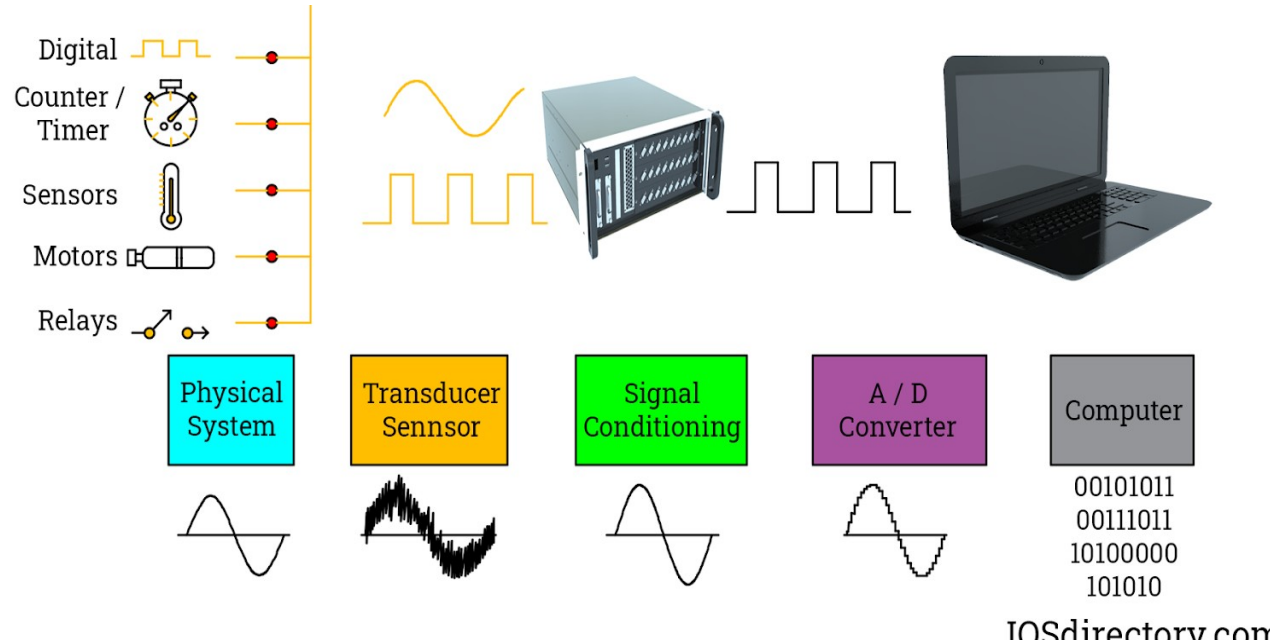 Digital
Counter /
Timer
Sensors
Motors
Relays
Physical
System
Transducer
Sennsor
Signal
Conditioning
A / D
Converter
Computer
00101011
00111011
10100000
101010
IOSdirectory.com